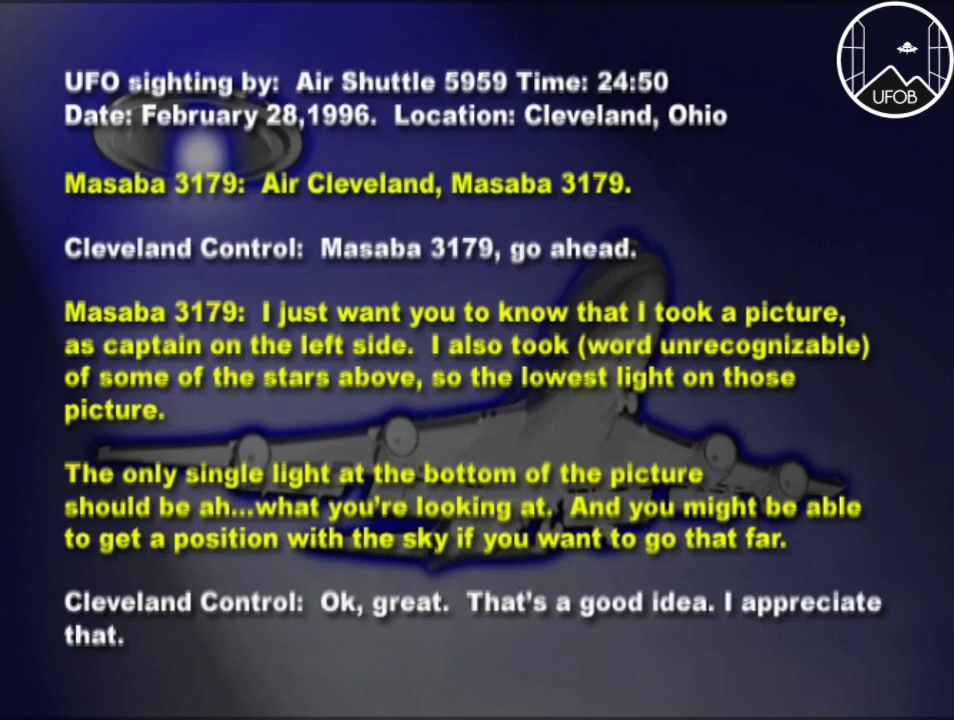 UFOB
UFO sighting by:  Air Shuttle 5959 Time: 24:50
Date: February 28,1996.  Location: Cleveland, Ohio
Masaba 3179:  Air Cleveland, Masaba 3179.
Cleveland Control:  Masaba 3179, go ahead.
Masaba 3179:  I just want you to know that I took a picture,
as captain on the left side.  I also took (word unrecognizable)
of some of the stars above, so the lowest light on those
picture.
The only single light at the bottom of the picture
should be ah...what you're looking at.  And you might be able
to get a position with the sky if you want to go that far.
Cleveland Control:  Ok, great.  That's a good idea. I appreciate
that.